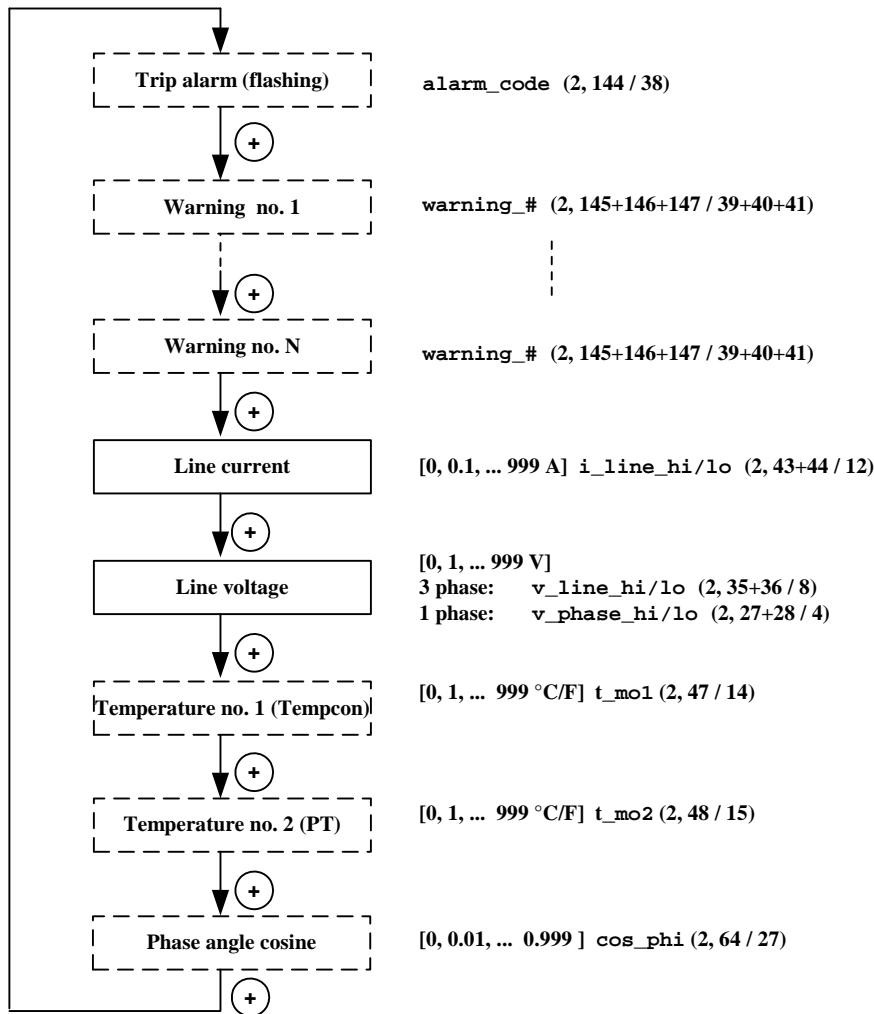 Trip alarm (flashing) alarm_code (2, 144 / 38)
+
Warning no. 1 warning_# (2, 145+146+147 / 39+40+41)
+
Warning no. N warning_# (2, 145+146+147 / 39+40+41)
+
Line current [0, 0.1, ... 999 A] i_line_hi/lo (2, 43+44 / 12)
+
[0, 1, ... 999 V]
Line voltage 3 phase: v_line_hi/lo (2, 35+36 / 8)
1 phase: v_phase_hi/lo (2, 27+28 / 4)
+
Temperature no. 1 (Tempcon) [0, 1, ... 999 °C/F] t_mo1 (2, 47 / 14)
+
Temperature no. 2 (PT) [0, 1, ... 999 °C/F] t_mo2 (2, 48 / 15)
+
Phase angle cosine [0, 0.01, ... 0.999 ] cos_phi (2, 64 / 27)
+